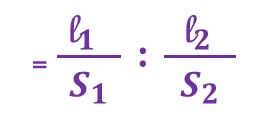 = ℓ₁/S₁ : ℓ₂/S₂